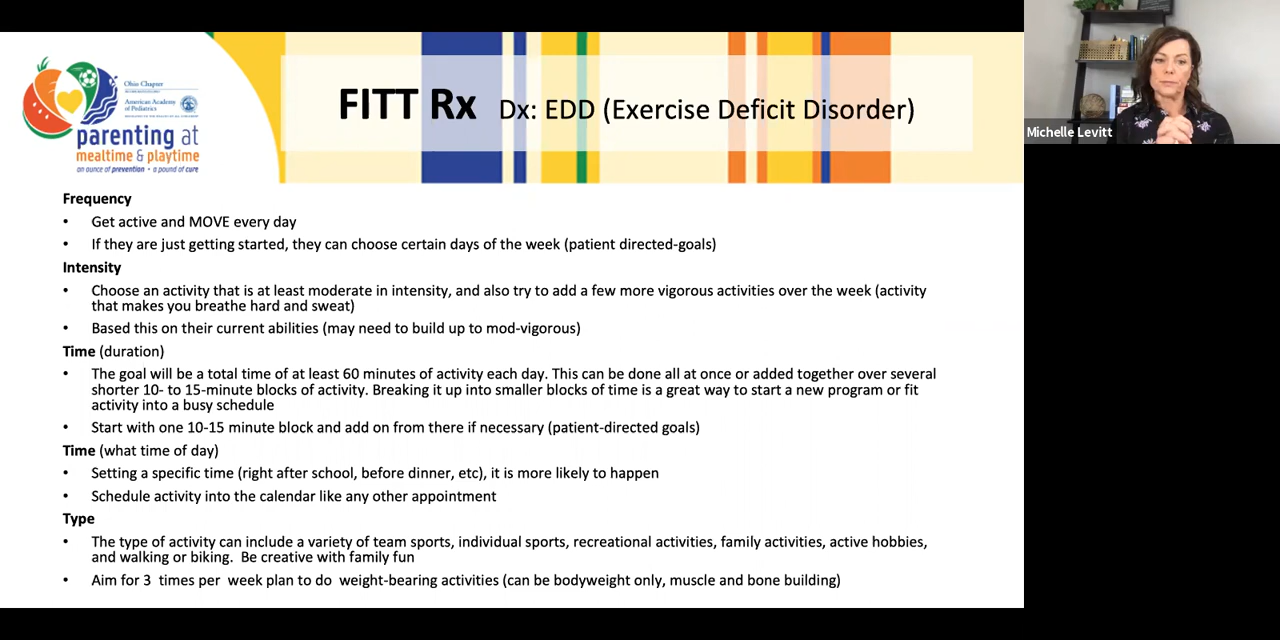 Ohio Chapter
American Academy
of Pediatrics
parenting at
mealtime & playtime
an ounce of prevention • a pound of cure
FITT Rx Dx: EDD (Exercise Deficit Disorder)
Michelle Levitt
Frequency
• Get active and MOVE every day
• If they are just getting started, they can choose certain days of the week (patient directed-goals)
Intensity
• Choose an activity that is at least moderate in intensity, and also try to add a few more vigorous activities over the week (activity
that makes you breathe hard and sweat)
• Based this on their current abilities (may need to build up to mod-vigorous)
Time (duration)
• The goal will be a total time of at least 60 minutes of activity each day. This can be done all at once or added together over several
shorter 10- to 15-minute blocks of activity. Breaking it up into smaller blocks of time is a great way to start a new program or fit
activity into a busy schedule
• Start with one 10-15 minute block and add on from there if necessary (patient-directed goals)
Time (what time of day)
• Setting a specific time (right after school, before dinner, etc), it is more likely to happen
• Schedule activity into the calendar like any other appointment
Type
• The type of activity can include a variety of team sports, individual sports, recreational activities, family activities, active hobbies,
and walking or biking. Be creative with family fun
• Aim for 3 times per week plan to do weight-bearing activities (can be bodyweight only, muscle and bone building)